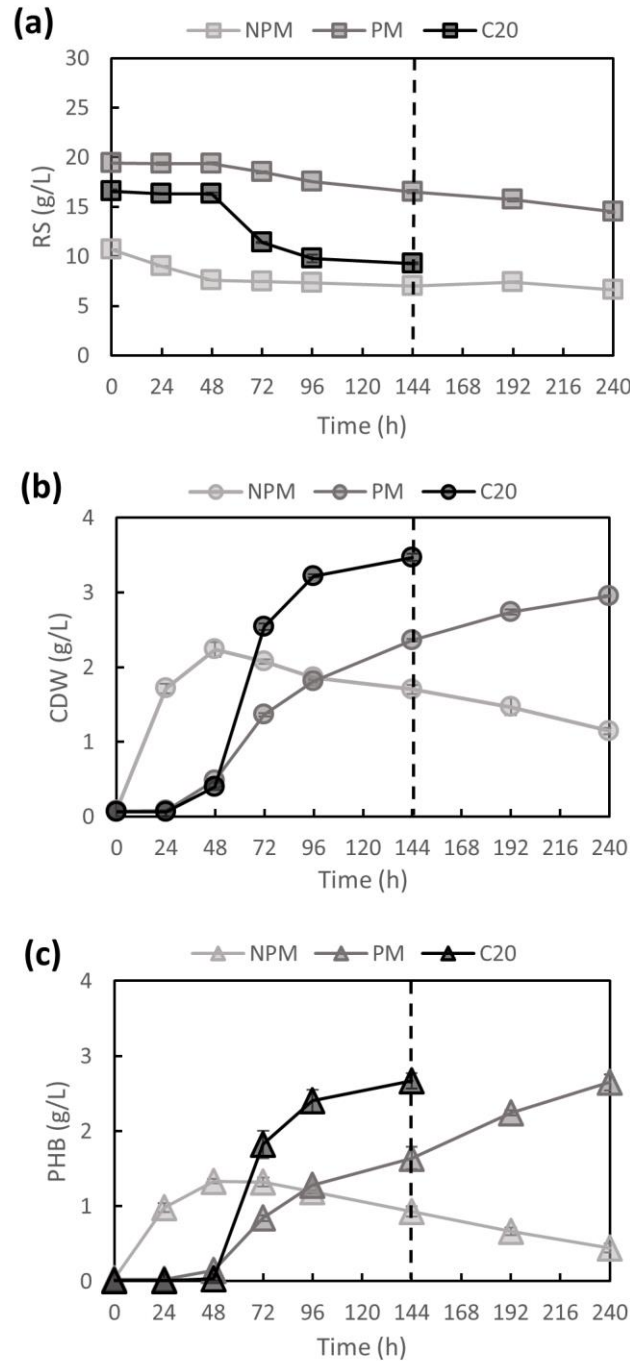 (a)
NPM PM C20
30
25
20
15
10
5
0
RS (g/L)
0 24 48 72 96 120 144 168 192 216 240
Time (h)
(b)
NPM PM C20
4
3
2
1
0
CDW (g/L)
0 24 48 72 96 120 144 168 192 216 240
Time (h)
(c)
NPM PM C20
4
3
2
1
0
PHB (g/L)
0 24 48 72 96 120 144 168 192 216 240
Time (h)